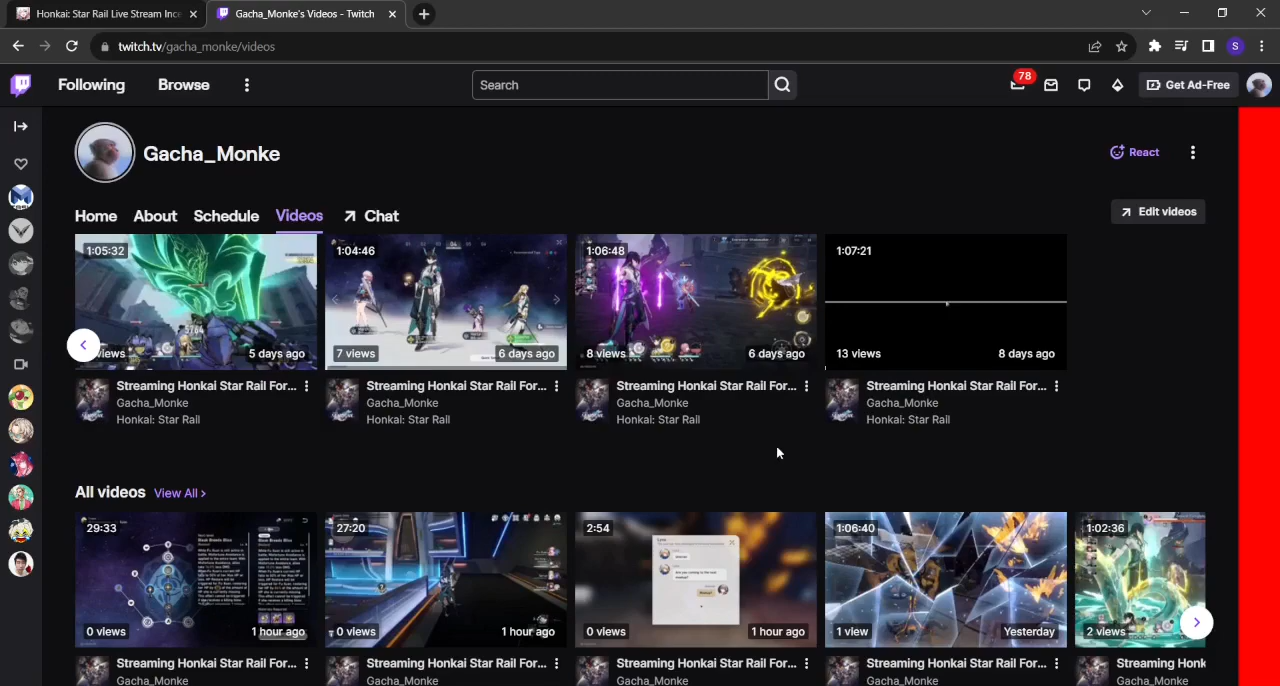 Honkai: Star Rail Live Stream Ince
Gacha_Monke's Videos - Twitch
twitch.tv/gacha_monke/videos
S
Following
Browse
Search
78
Get Ad-Free
Gacha_Monke
React
Home
About
Schedule
Videos
Chat
Edit videos
1:05:32
1:04:46
1:06:48
1:07:21
5764
views
5 days ago
7 views
6 days ago
8 views
6 days ago
13 views
8 days ago
Streaming Honkai Star Rail For...
Streaming Honkai Star Rail For...
Streaming Honkai Star Rail For...
Streaming Honkai Star Rail For...
Gacha_Monke
Gacha_Monke
Gacha_Monke
Gacha_Monke
Honkai: Star Rail
Honkai: Star Rail
Honkai: Star Rail
Honkai: Star Rail
All videos
View All
29:33
27:20
2:54
1:06:40
1:02:36
0 views
1 hour ago
0 views
1 hour ago
0 views
1 hour ago
1 view
Yesterday
2 views
Streaming Honkai Star Rail For...
Streaming Honkai Star Rail For...
Streaming Honkai Star Rail For...
Streaming Honkai Star Rail For...
Streaming Honk
Gacha_Monke
Gacha_Monke
Gacha_Monke
Gacha_Monke
Gacha_Monke